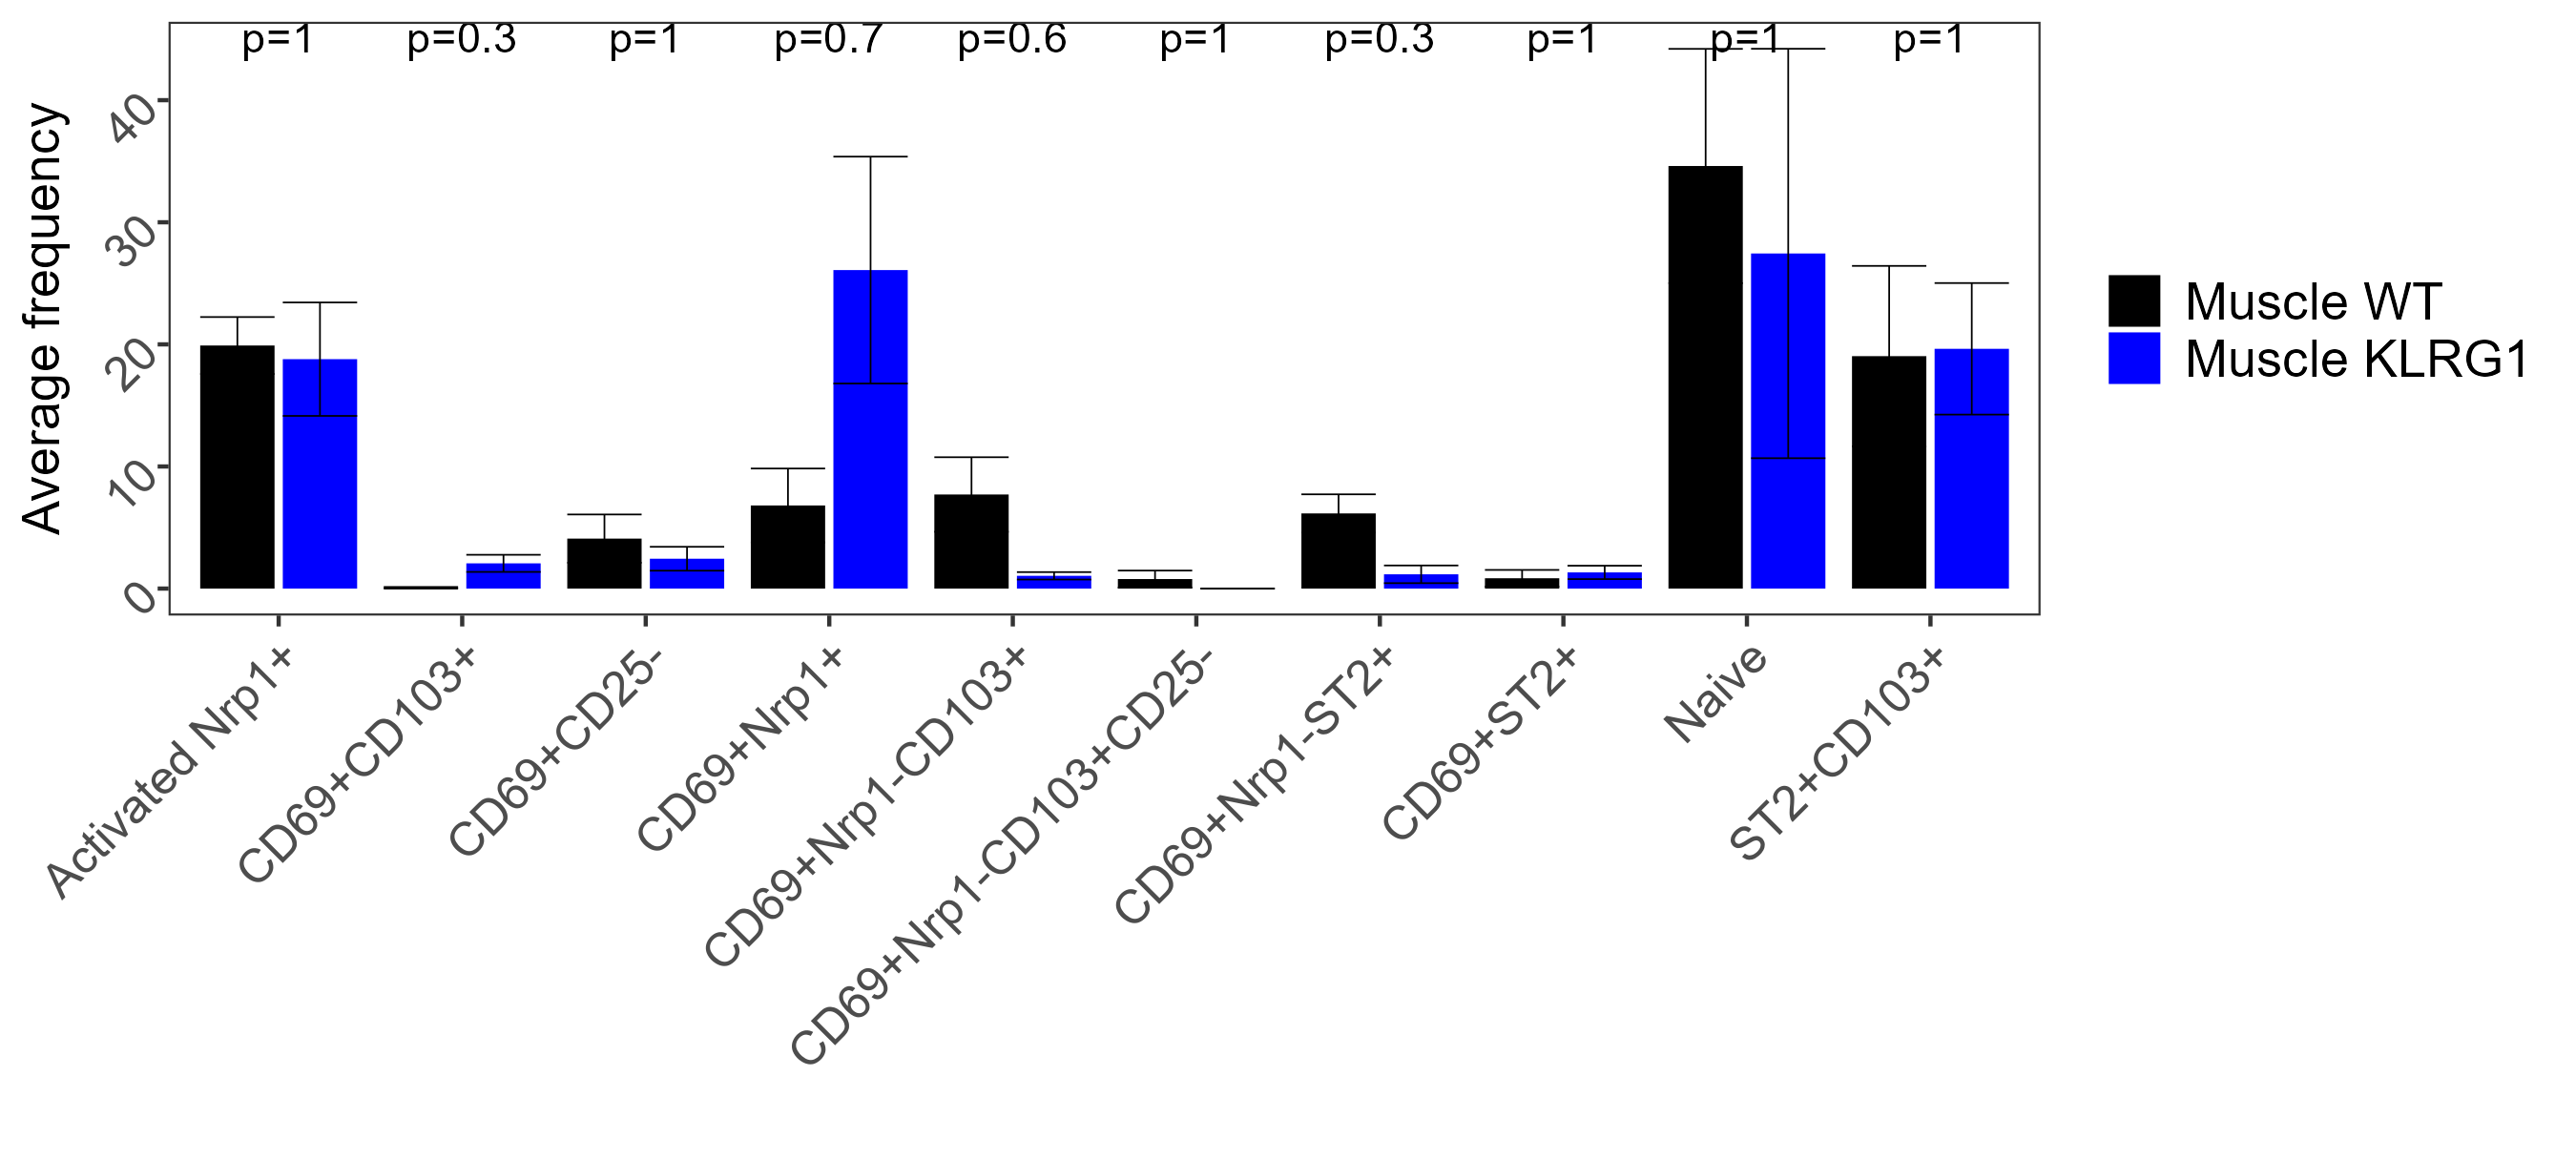 p=1 p=0.3 p=1 p=0.7 p=0.6 p=1 p=0.3 p=1 p=1 p=1
Average frequency
40
30
20
10
0
Muscle WT
Muscle KLRG1
Activated Nrp1+
CD69+CD103+
CD69+CD25-
CD69+Nrp1+
CD69+Nrp1-CD103+
CD69+Nrp1-CD103+CD25-
CD69+Nrp1-ST2+
CD69+ST2+
Naive
ST2+CD103+